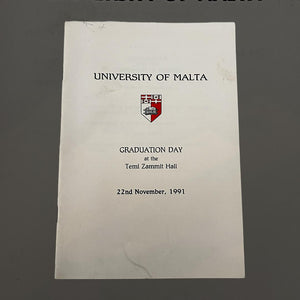 UNIVERSITY OF MALTA
GRADUATION DAY
at the
Temi Zammit Hall
22nd November, 1991